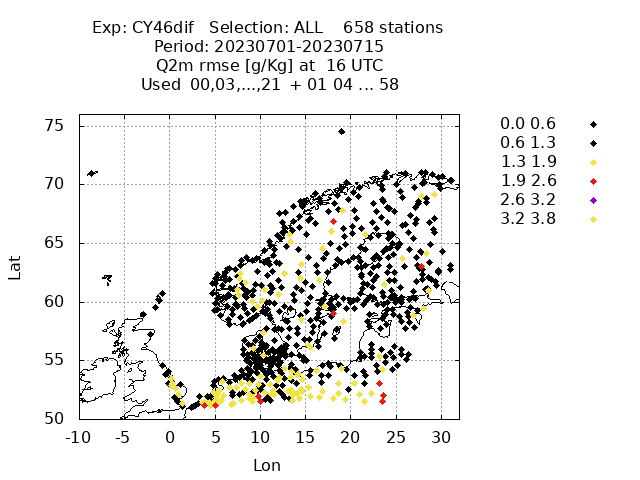 Exp: CY46dif   Selection: ALL    658 stations
Period: 20230701-20230715
Q2m rmse [g/Kg] at  16 UTC
Used  00,03,...,21  + 01 04 ... 58
0.0 0.6
0.6 1.3
1.3 1.9
1.9 2.6
2.6 3.2
3.2 3.8
75
70
65
60
55
50
Lat
-10 -5 0 5 10 15 20 25 30
Lon